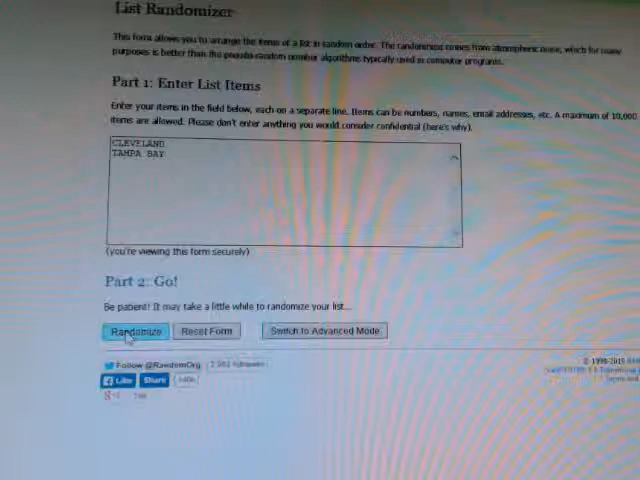 List Randomizer
This form allows you to arrange the items of a list in random order. The randomness comes from atmospheric noise, which for many
purposes is better than the pseudo-random number algorithms typically used in computer programs.
Part 1: Enter List Items
Enter your items in the field below, each on a separate line. Items can be numbers, names, email addresses, etc. A maximum of 10,000
items are allowed. Please don't enter anything you would consider confidential (here's why).
CLEVELAND
TAMPA BAY
(you're viewing this form securely)
Part 2: Go!
Be patient! It may take a little while to randomize your list...
Randomize Reset Form Switch to Advanced Mode
Follow @RandomOrg followers
© 1998-2015
Like Share